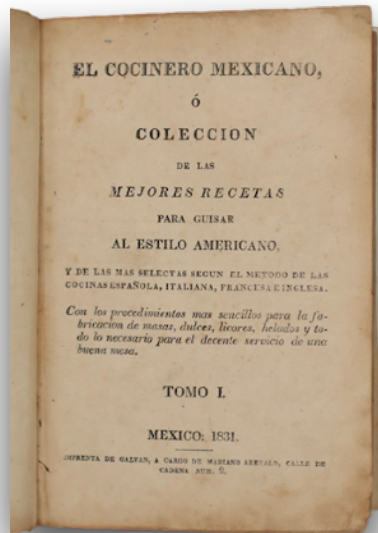 EL COCINERO MEXICANO,
ó
COLECCION
DE LAS
MEJORES RECETAS
PARA GUISAR
AL ESTILO AMERICANO,
Y DE LAS MAS SELECTAS SEGUN EL METODO DE LAS
COCINAS ESPAÑOLA, ITALIANA, FRANCESA E INGLESA.
Con los procedimientos mas sencillos para la fa-
bricacion de masas, dulces, licores, helados y to-
do lo necesario para el decente servicio de una
buena mesa.
TOMO I.
MEXICO: 1831.
IMPRENTA DE GALVAN, A CARGO DE MARIANO AREVALO, CALLE DE
CADENA NUM. 2.